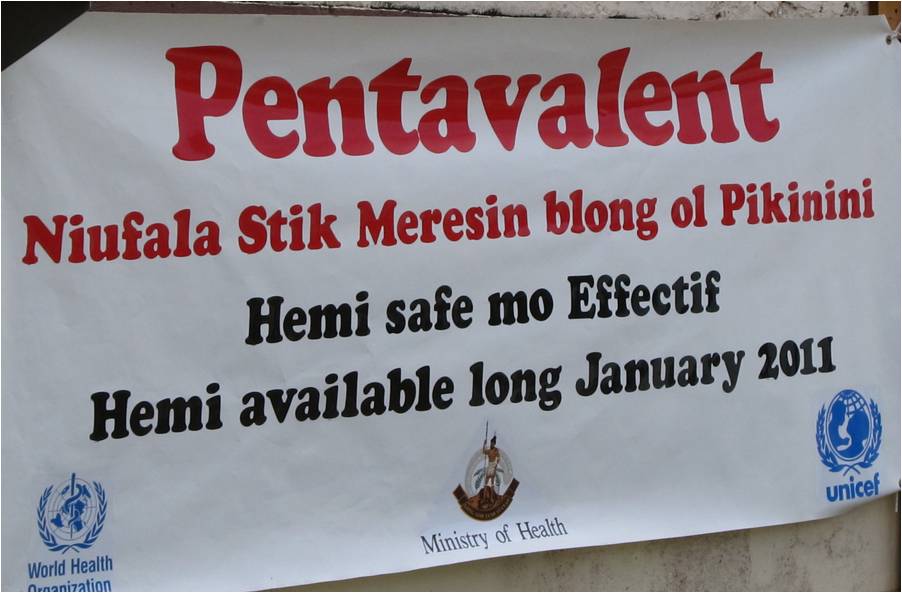 Pentavalent
Niufala Stik Meresin blong ol Pikinini
Hemi safe mo Effectif
Hemi available long January 2011
unicef
Ministry of Health
World Health
Organization